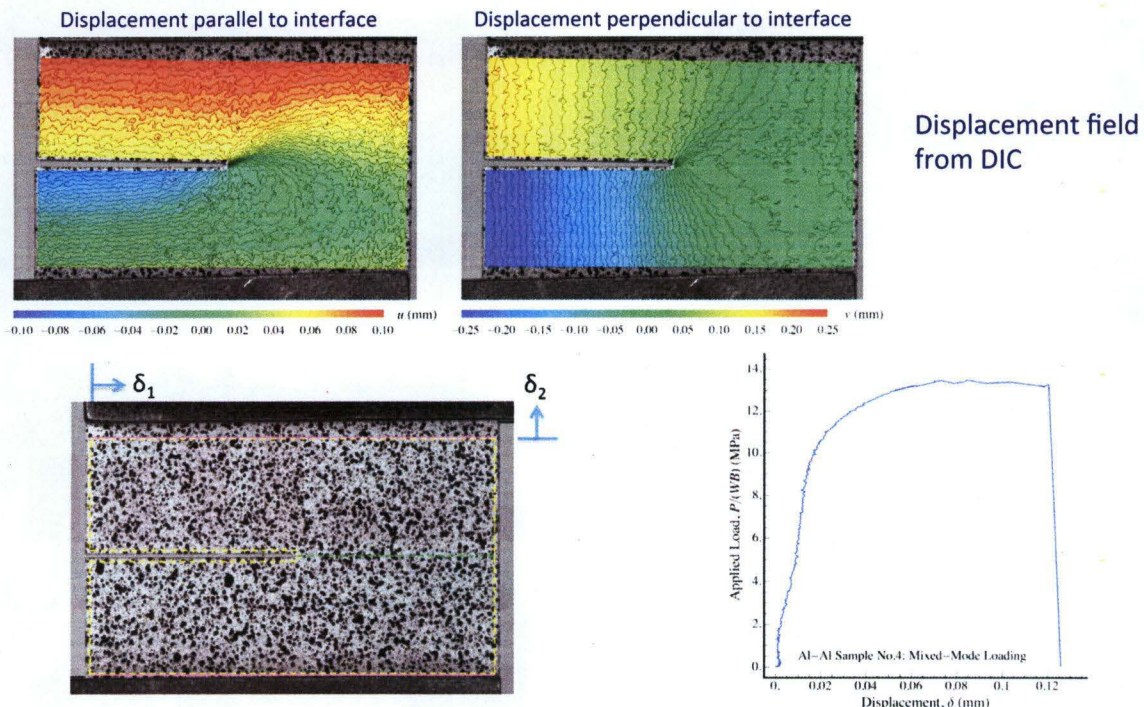 Displacement parallel to interface
Displacement perpendicular to interface
Displacement field
from DIC
u (mm)
−0.10 −0.08 −0.06 −0.04 −0.02 0.00 0.02 0.04 0.06 0.08 0.10
v (mm)
−0.25 −0.20 −0.15 −0.10 −0.05 0.00 0.05 0.10 0.15 0.20 0.25
δ1
δ2
Applied Load, P/(WB) (MPa)
14.
12.
10.
8.
6.
4.
2.
0.
Al−Al Sample No.4: Mixed−Mode Loading
0. 0.02 0.04 0.06 0.08 0.10 0.12
Displacement, δ (mm)